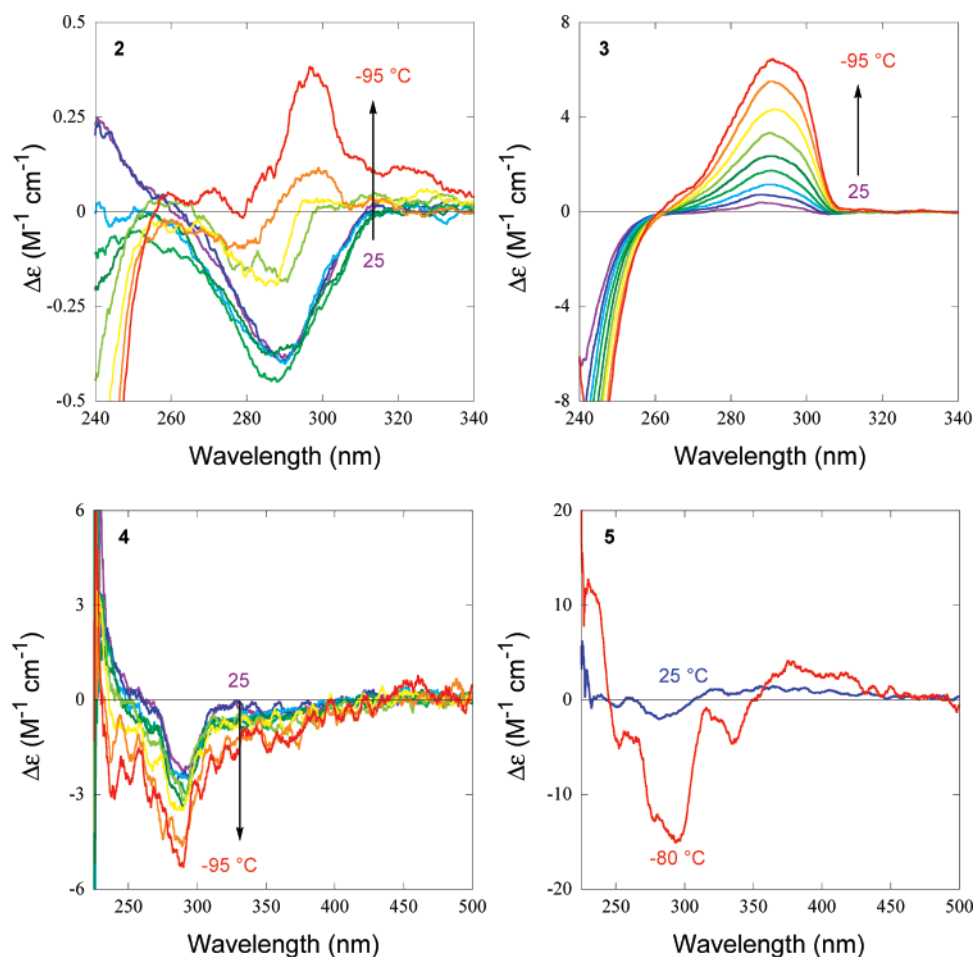 2
-95 °C
25
0.5
0.25
0
-0.25
-0.5
240 260 280 300 320 340
Δε (M⁻¹ cm⁻¹)
Wavelength (nm)
3
-95 °C
25
8
4
0
-4
-8
240 260 280 300 320 340
Δε (M⁻¹ cm⁻¹)
Wavelength (nm)
4
25
-95 °C
6
3
0
-3
-6
250 300 350 400 450 500
Δε (M⁻¹ cm⁻¹)
Wavelength (nm)
5
25 °C
-80 °C
20
10
0
-10
-20
250 300 350 400 450 500
Δε (M⁻¹ cm⁻¹)
Wavelength (nm)